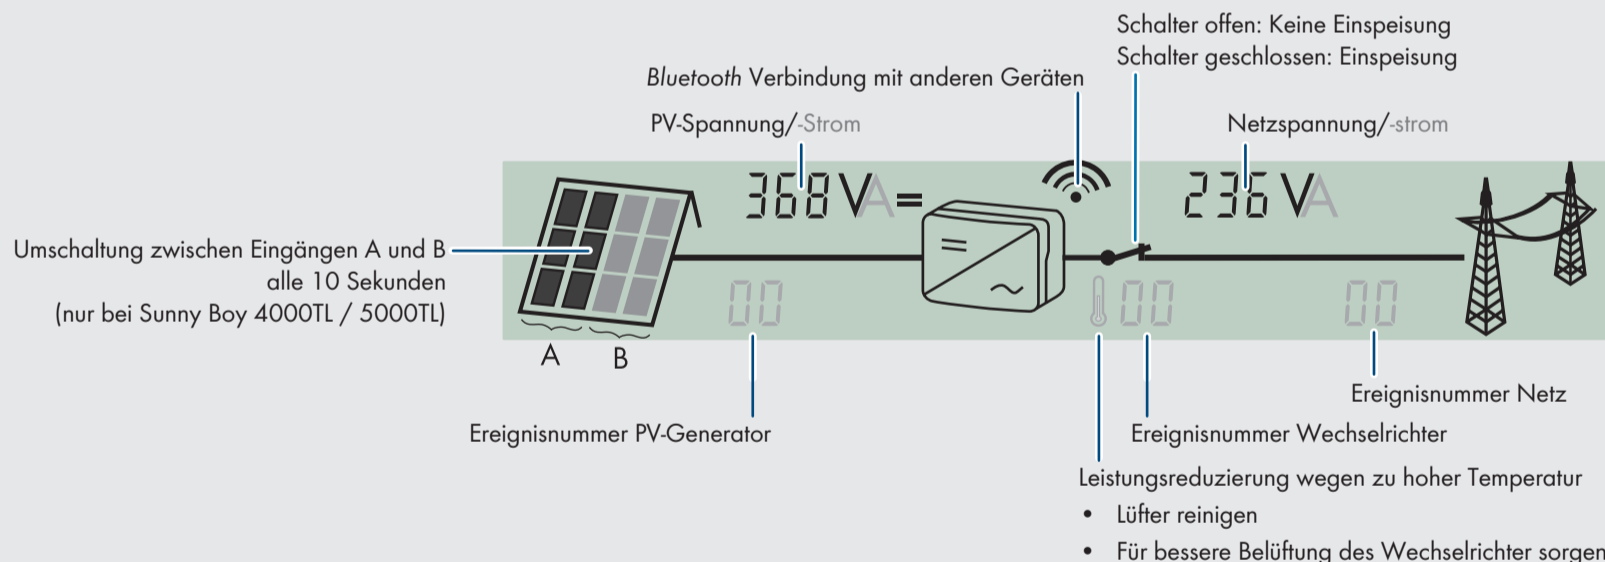 Schalter offen: Keine Einspeisung
Schalter geschlossen: Einspeisung
Bluetooth Verbindung mit anderen Geräten
PV-Spannung/-Strom
Netzspannung/-strom
368 VA =
236 VA
Umschaltung zwischen Eingängen A und B
alle 10 Sekunden
(nur bei Sunny Boy 4000TL / 5000TL)
00
00
00
A
B
Ereignisnummer Netz
Ereignisnummer PV-Generator
Ereignisnummer Wechselrichter
Leistungsreduzierung wegen zu hoher Temperatur
• Lüfter reinigen
• Für bessere Belüftung des Wechselrichter sorgen